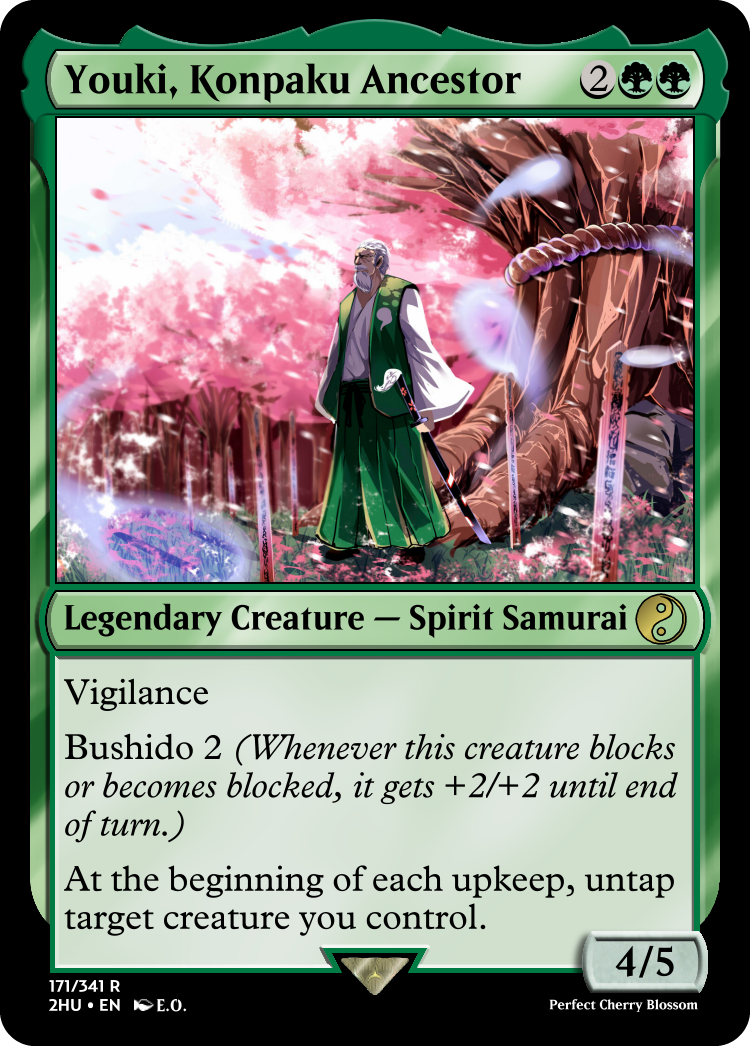 Youki, Konpaku Ancestor 2
Legendary Creature — Spirit Samurai
Vigilance
Bushido 2 (Whenever this creature blocks
or becomes blocked, it gets +2/+2 until end
of turn.)
At the beginning of each upkeep, untap
target creature you control.
4/5
171/341 R
2HU • EN E.O.
Perfect Cherry Blossom